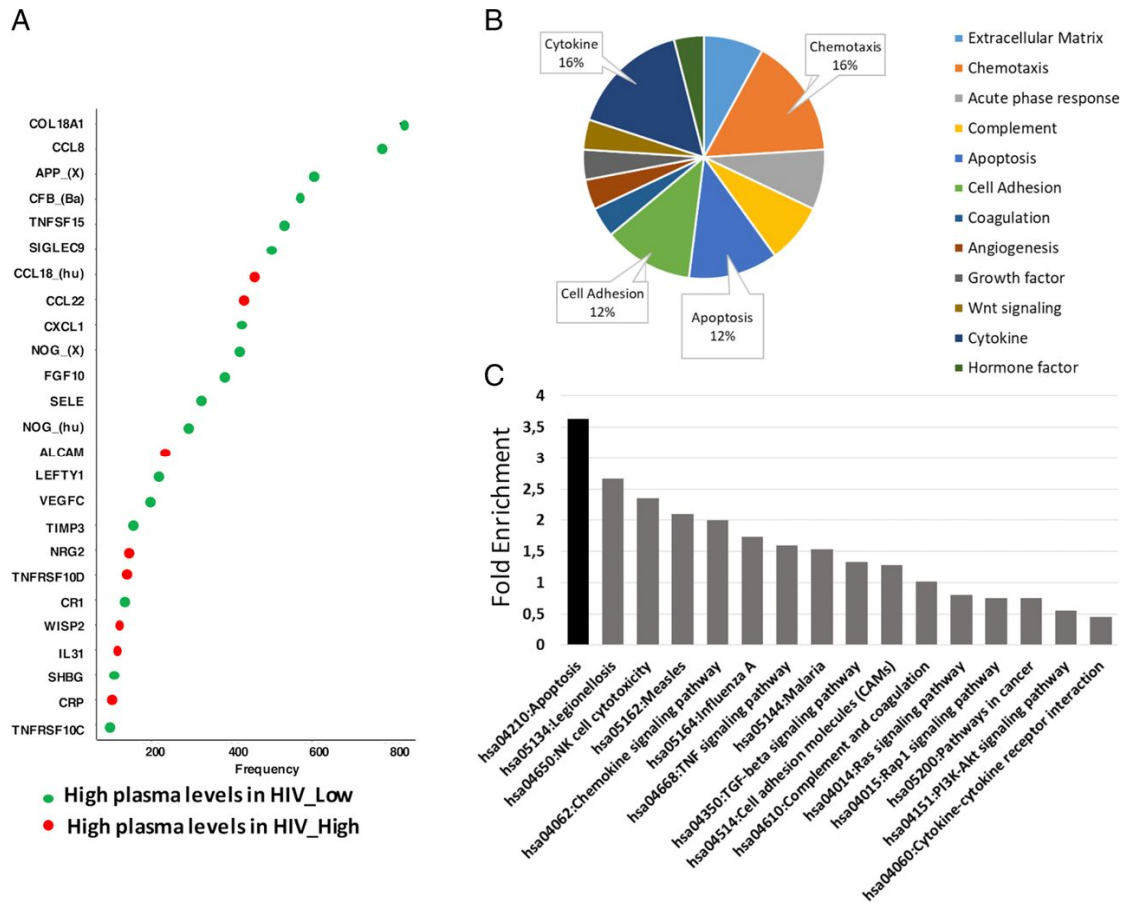 A
COL18A1
CCL8
APP_(X)
CFB_(Ba)
TNFSF15
SIGLEC9
CCL18_(hu)
CCL22
CXCL1
NOG_(X)
FGF10
SELE
NOG_(hu)
ALCAM
LEFTY1
VEGFC
TIMP3
NRG2
TNFRSF10D
CR1
WISP2
IL31
SHBG
CRP
TNFRSF10C
200 400 600 800
Frequency
High plasma levels in HIV_Low
High plasma levels in HIV_High
B
Cytokine
16%
Chemotaxis
16%
Cell Adhesion
12%
Apoptosis
12%
Extracellular Matrix
Chemotaxis
Acute phase response
Complement
Apoptosis
Cell Adhesion
Coagulation
Angiogenesis
Growth factor
Wnt signaling
Cytokine
Hormone factor
C
Fold Enrichment
4
3,5
3
2,5
2
1,5
1
0,5
0
hsa04210:Apoptosis
hsa05134:Legionellosis
hsa04650:NK cell cytotoxicity
hsa05162:Measles
hsa04062:Chemokine signaling pathway
hsa05164:Influenza A
hsa04668:TNF signaling pathway
hsa05144:Malaria
hsa04350:TGF-beta signaling pathway
hsa04514:Cell adhesion molecules (CAMs)
hsa04610:Complement and coagulation
hsa04014:Ras signaling pathway
hsa04015:Rap1 signaling pathway
hsa05200:Pathways in cancer
hsa04151:PI3K-Akt signaling pathway
hsa04060:Cytokine-cytokine receptor interaction